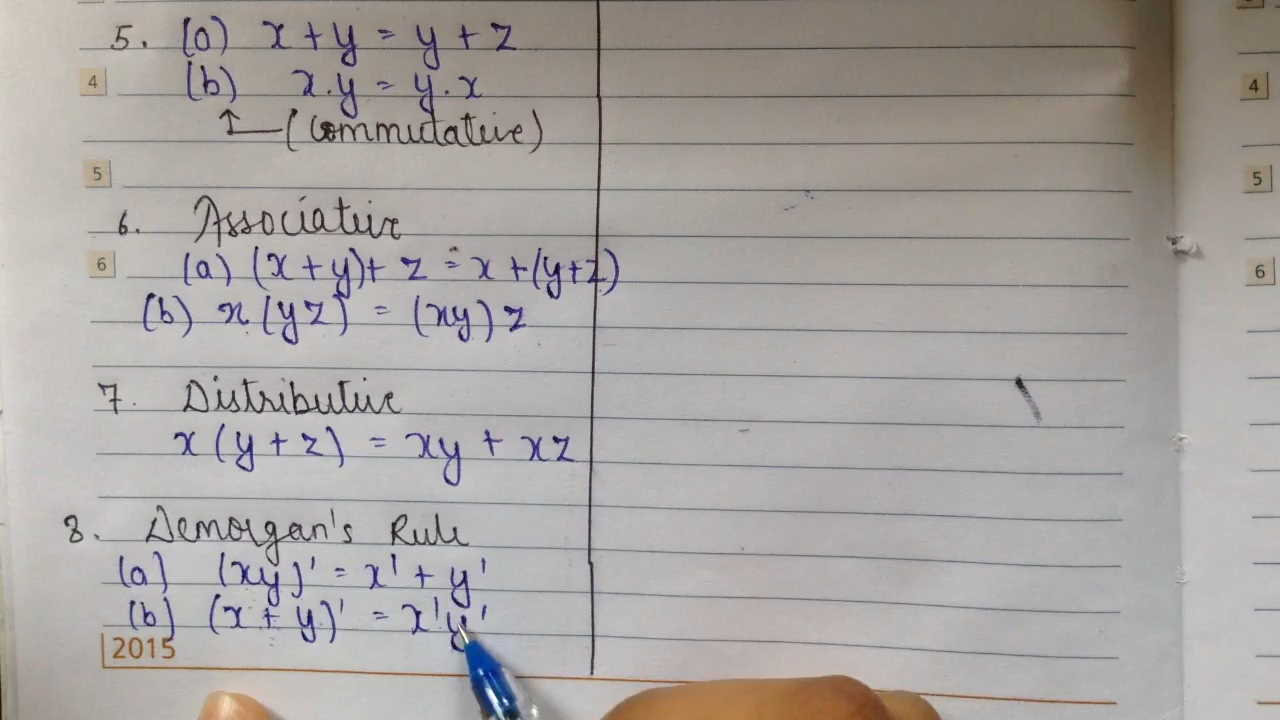 5. (a) x + y = y + z
4
(b) x.y = y.x
(Commutative)
5
6. Associative
6
(a) (x + y) + z = x + (y+z)
(b) x (yz) = (xy) z
7. Distributive
x (y + z) = xy + xz
8. Demorgan's Rule
(a) (xy)' = x' + y'
(b) (x + y)' = x'y'
2015
4
5
6